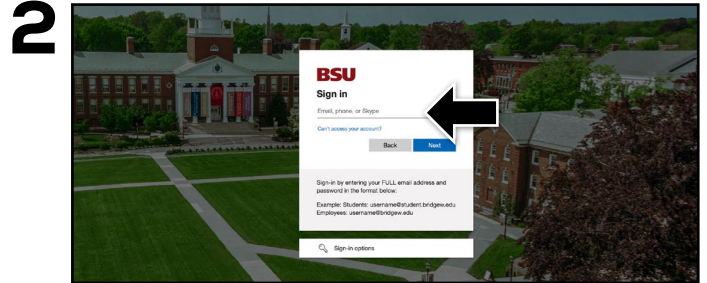 2
BSU
Sign in
Email, phone, or Skype
Can't access your account?
Back Next
Sign-in by entering your FULL email address and
password in the format below:
Example: Students: username@student.bridgew.edu
Employees: username@bridgew.edu
Sign-in options